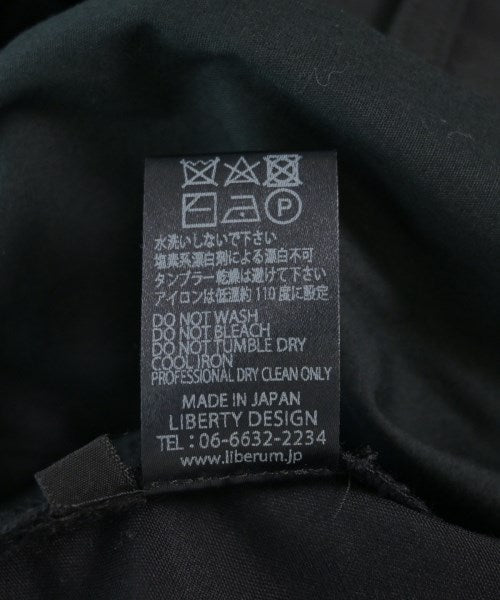 P
水洗いしないで下さい
塩素系漂白剤による漂白不可
タンブラー乾燥は避けて下さい
アイロンは低温約110度に設定
DO NOT WASH
DO NOT BLEACH
DO NOT TUMBLE DRY
COOL IRON
PROFESSIONAL DRY CLEAN ONLY
MADE IN JAPAN
LIBERTY DESIGN
TEL：06-6632-2234
www.liberum.jp